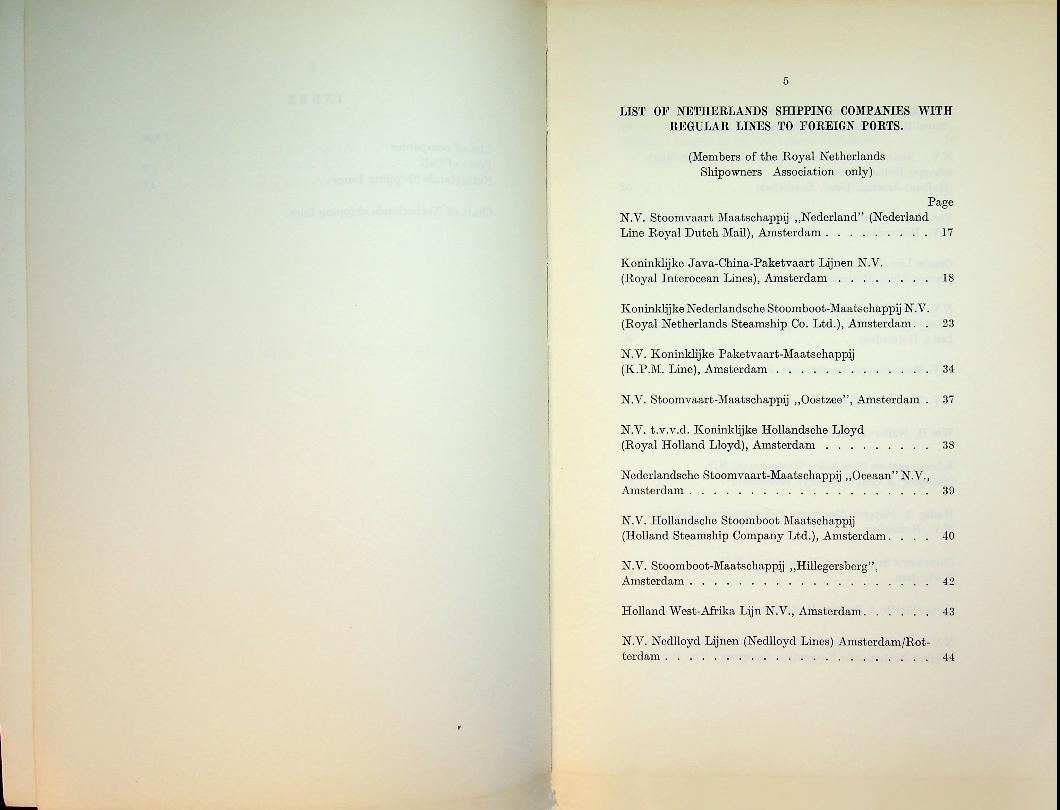 5
LIST OF NETHERLANDS SHIPPING COMPANIES WITH
REGULAR LINES TO FOREIGN PORTS.
(Members of the Royal Netherlands
Shipowners Association only)
Page
N.V. Stoomvaart Maatschappij ,,Nederland” (Nederland
Line Royal Dutch Mail), Amsterdam . . . . . . . . . 17
Koninklijke Java-China-Paketvaart Lijnen N.V.
(Royal Interocean Lines), Amsterdam . . . . . . . . 18
Koninklijke Nederlandsche Stoomboot-Maatschappij N.V.
(Royal Netherlands Steamship Co. Ltd.), Amsterdam . . 23
N.V. Koninklijke Paketvaart-Maatschappij
(K.P.M. Line), Amsterdam . . . . . . . . . . . . . 34
N.V. Stoomvaart-Maatschappij ,,Oostzee”, Amsterdam . 37
N.V. t.v.v.d. Koninklijke Hollandsche Lloyd
(Royal Holland Lloyd), Amsterdam . . . . . . . . . 38
Nederlandsche Stoomvaart-Maatschappij ,,Oceaan” N.V.,
Amsterdam . . . . . . . . . . . . . . . . . . . . 39
N.V. Hollandsche Stoomboot Maatschappij
(Holland Steamship Company Ltd.), Amsterdam . . . . 40
N.V. Stoomboot-Maatschappij ,,Hillegersberg”,
Amsterdam . . . . . . . . . . . . . . . . . . . . 42
Holland West-Afrika Lijn N.V., Amsterdam . . . . . . 43
N.V. Nedlloyd Lijnen (Nedlloyd Lines) Amsterdam/Rot-
terdam . . . . . . . . . . . . . . . . . . . . . . 44